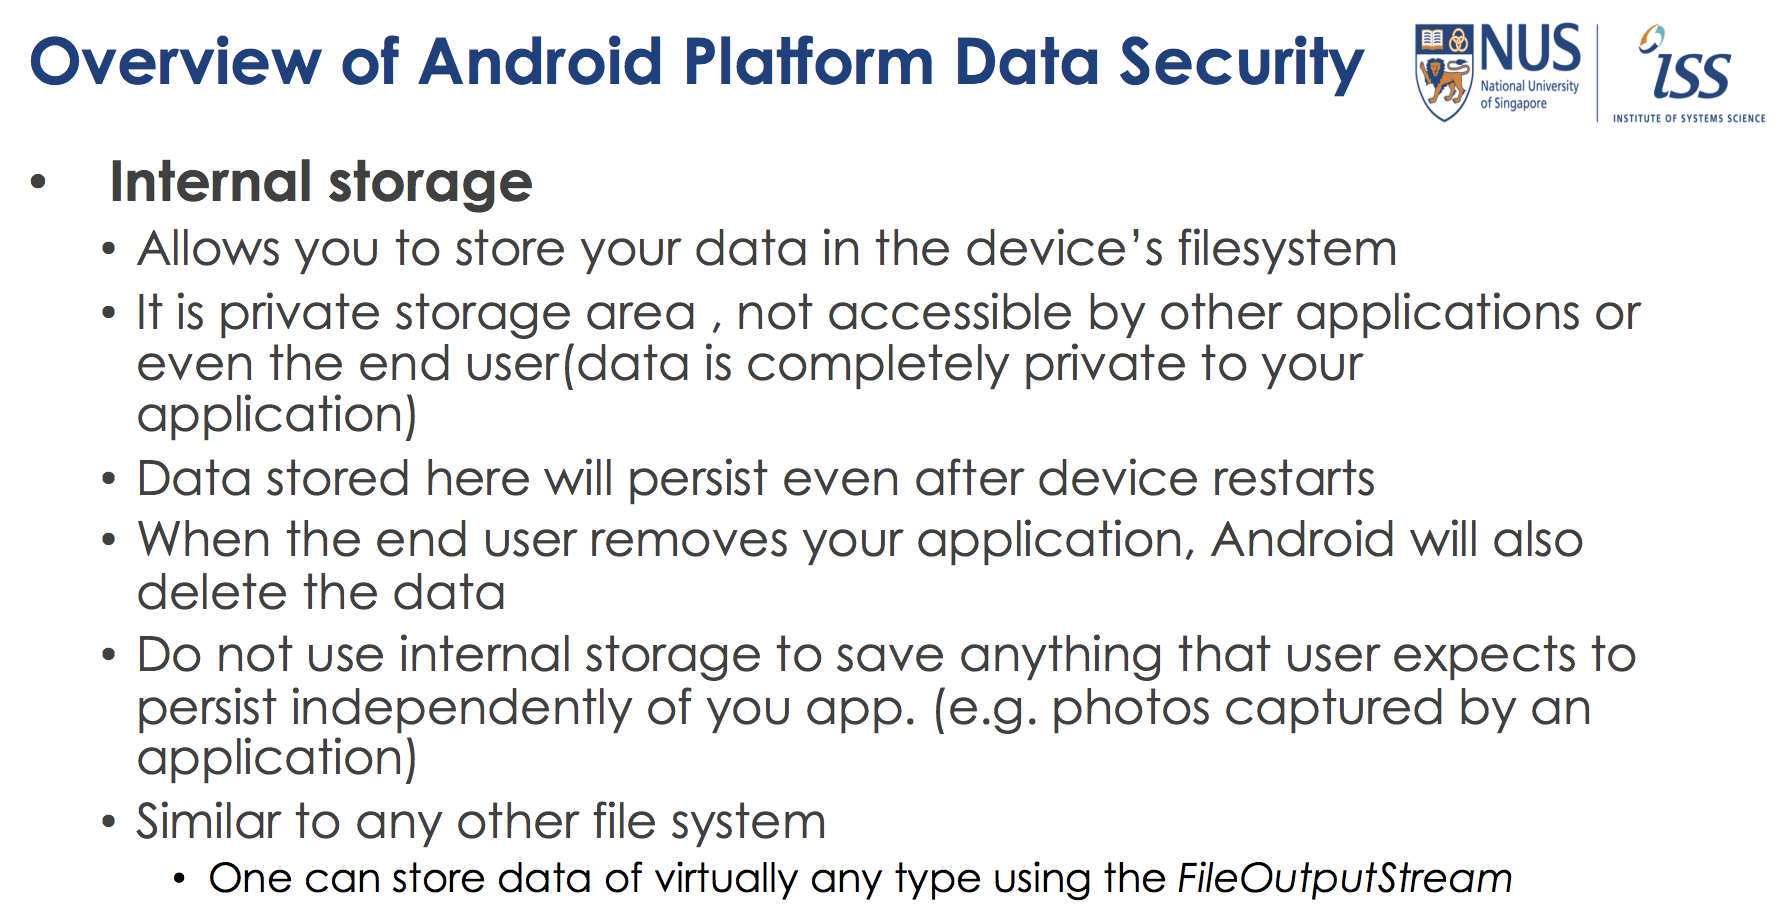 Overview of Android Platform Data Security
NUS
National University
of Singapore
ISS
INSTITUTE OF SYSTEMS SCIENCE
• Internal storage
• Allows you to store your data in the device’s filesystem
• It is private storage area , not accessible by other applications or
even the end user(data is completely private to your
application)
• Data stored here will persist even after device restarts
• When the end user removes your application, Android will also
delete the data
• Do not use internal storage to save anything that user expects to
persist independently of you app. (e.g. photos captured by an
application)
• Similar to any other file system
• One can store data of virtually any type using the FileOutputStream